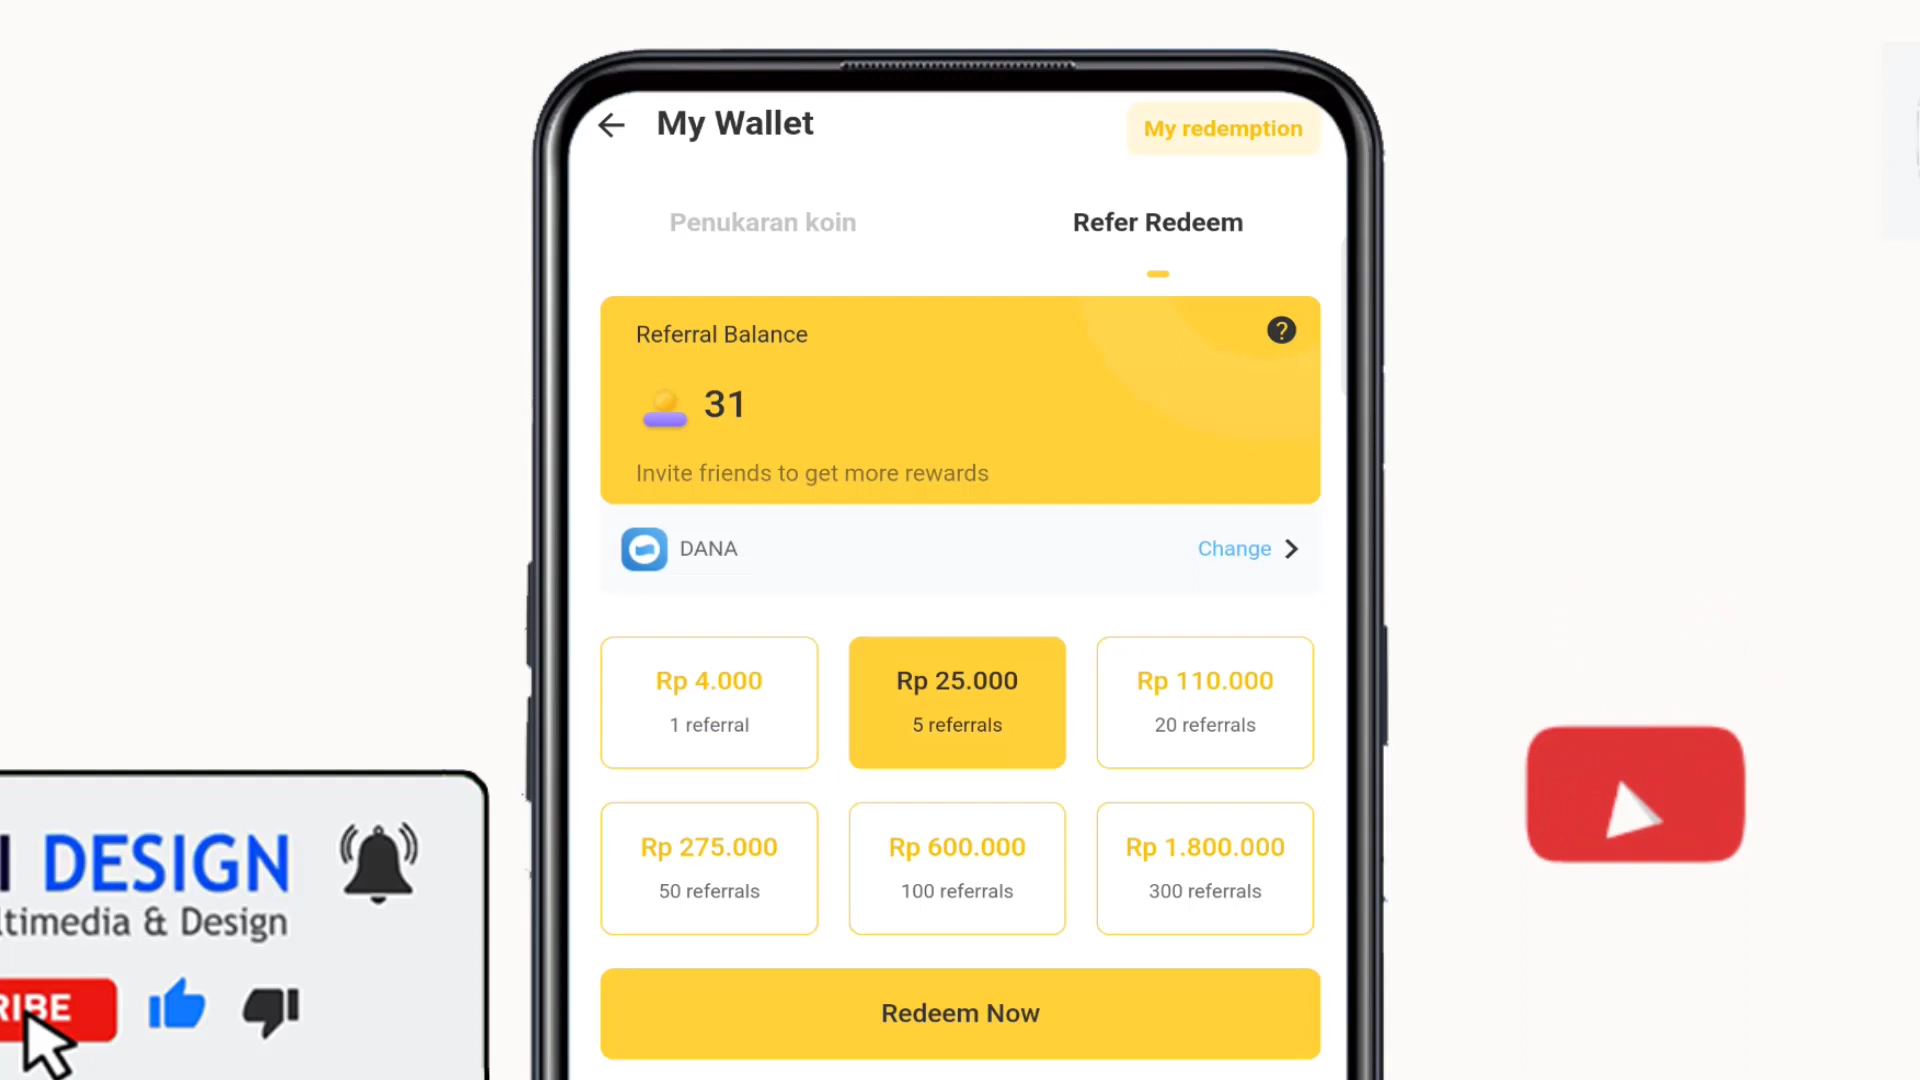 My Wallet
My redemption
Penukaran koin
Refer Redeem
Referral Balance
?
31
Invite friends to get more rewards
DANA
Change
Rp 4.000
1 referral
Rp 25.000
5 referrals
Rp 110.000
20 referrals
Rp 275.000
50 referrals
Rp 600.000
100 referrals
Rp 1.800.000
300 referrals
Redeem Now
I DESIGN
ltimedia & Design
RIBE